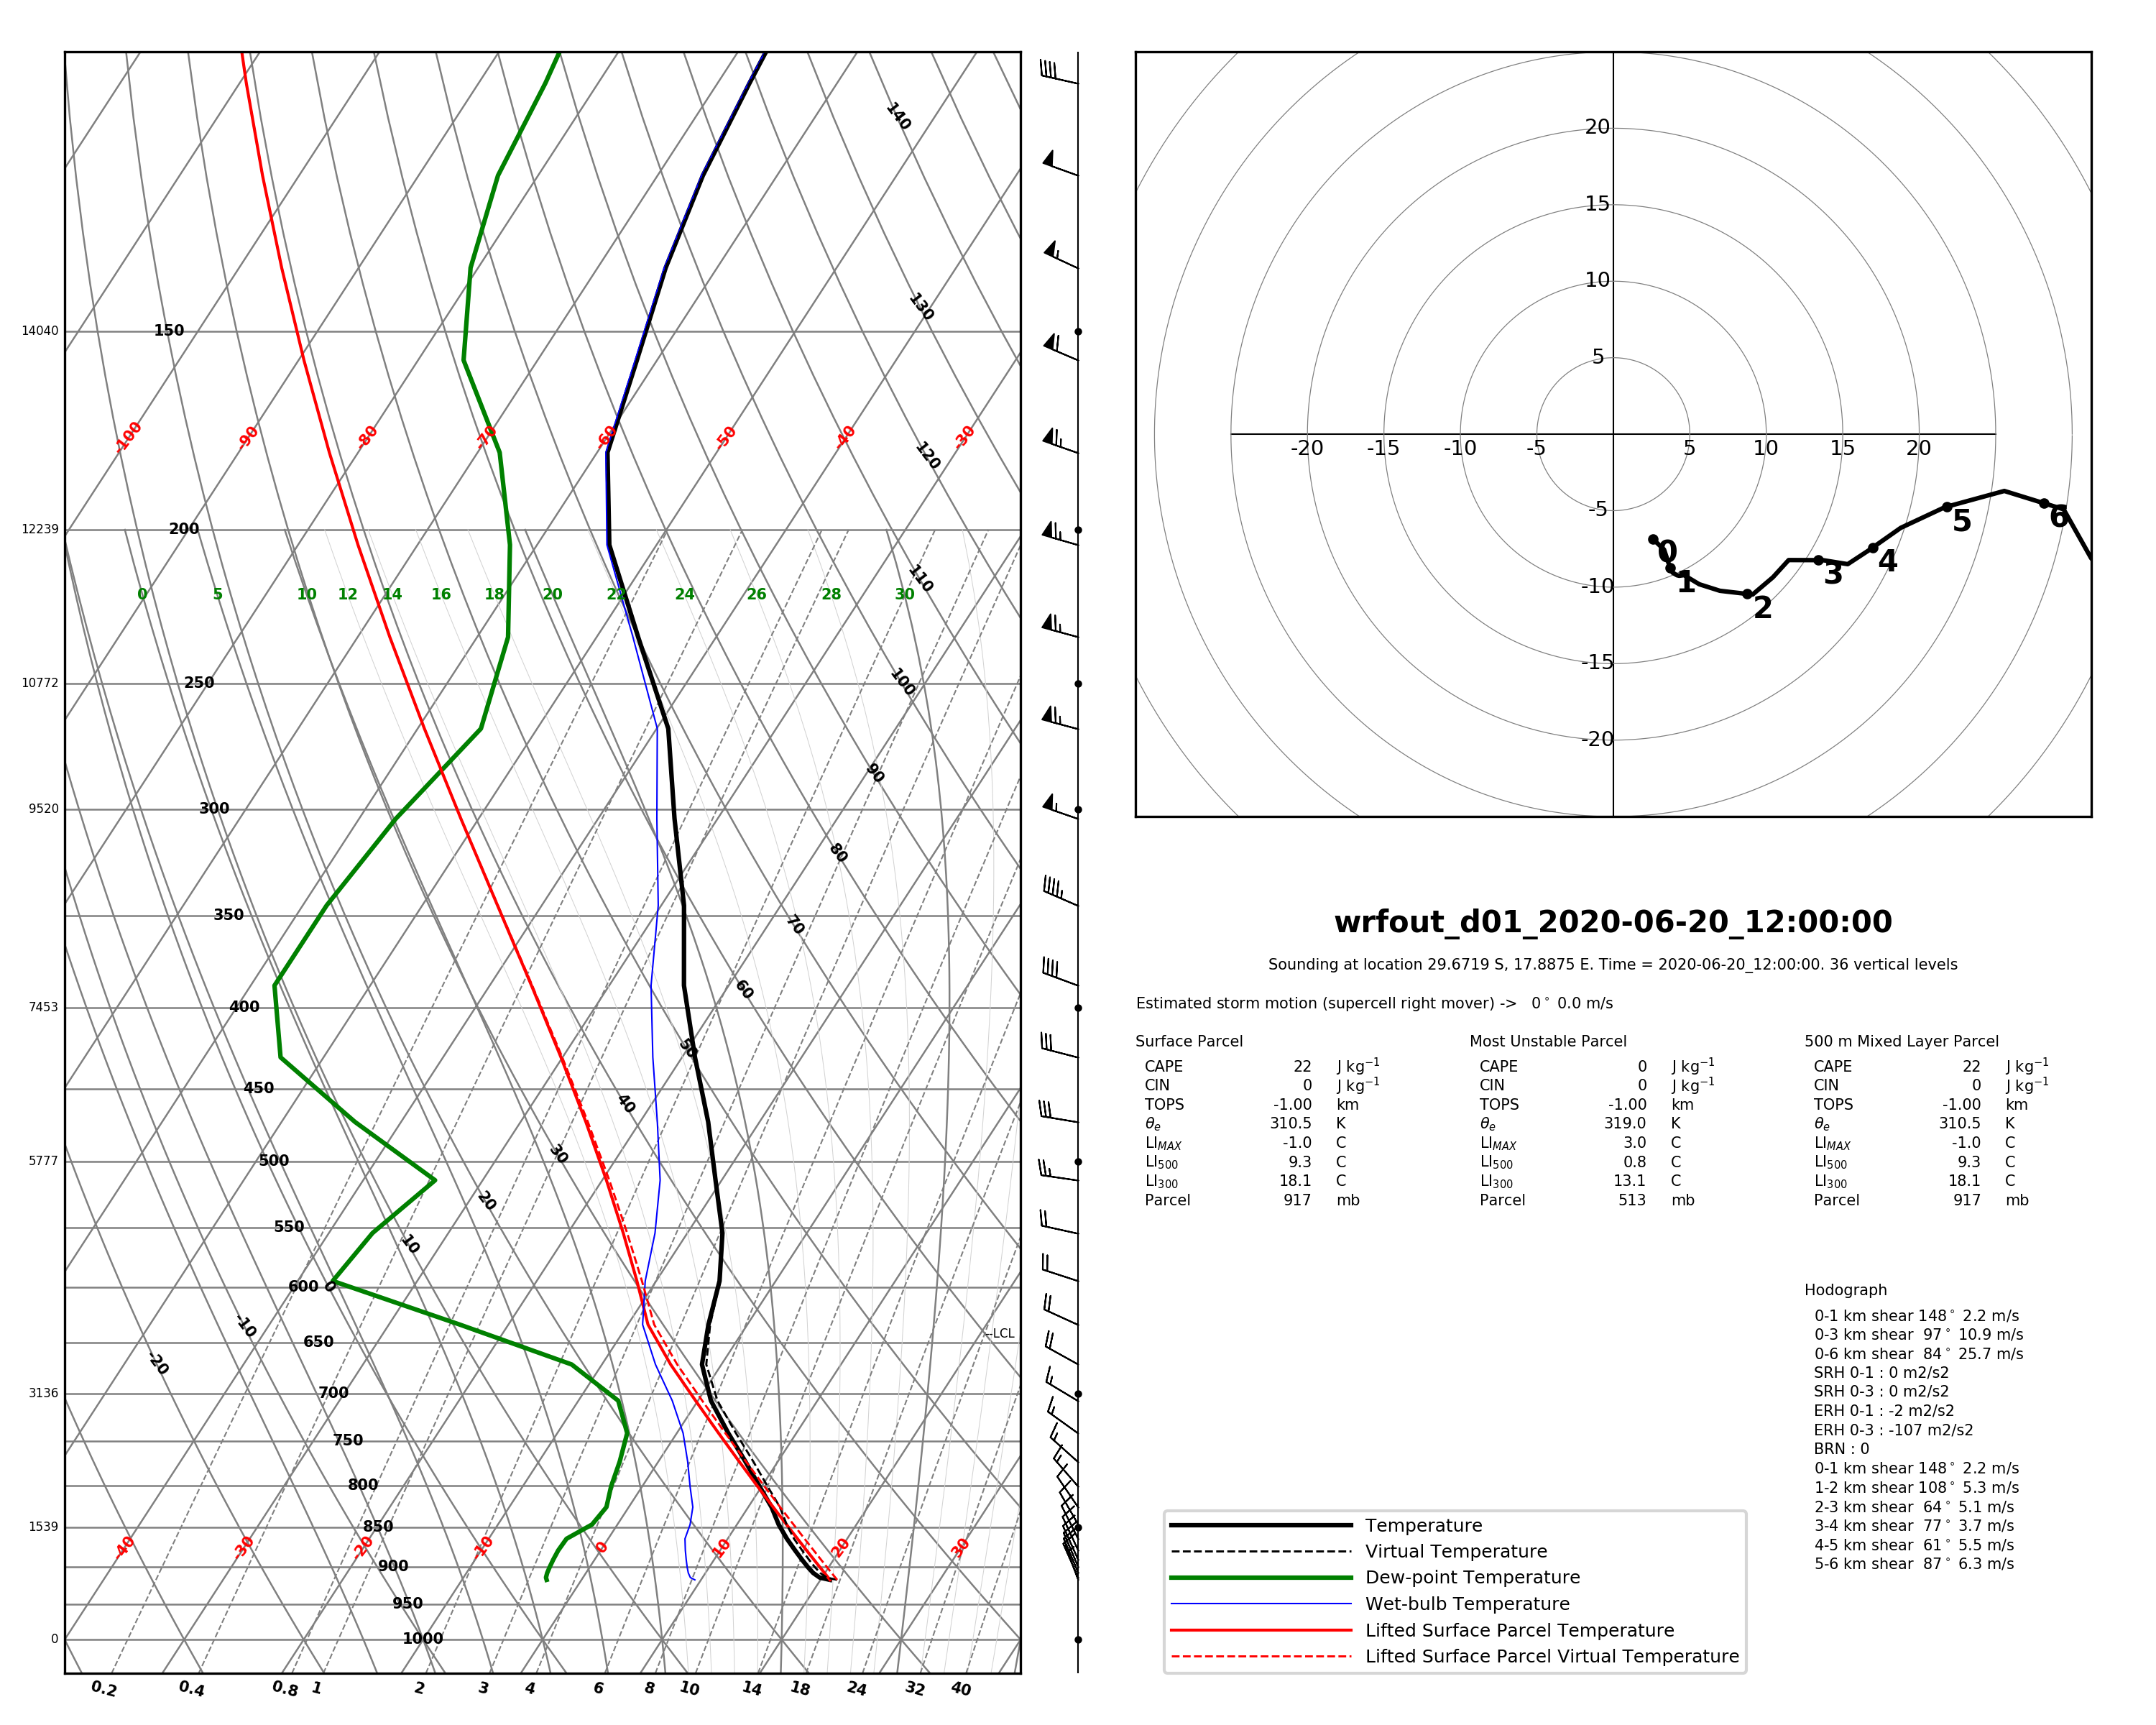 140
130
120
110
100
90
80
70
60
50
40
30
20
10
0
-10
-20
14040 150
-100 -90 -80 -70 -60 -50 -40 -30
12239 200
0 5 10 12 14 16 18 20 22 24 26 28 30
10772 250
9520 300
350
7453 400
450
5777 500
550
600
650
--LCL
3136 700
750
800
1539 850
-40 -30 -20 -10 0 10 20 30
900
950
0 1000
0.2 0.4 0.8 1 2 3 4 6 8 10 14 18 24 32 40
20
15
10
5
-20 -15 -10 -5 5 10 15 20
-5
-10
-15
-20
0 1 2 3 4 5 6
wrfout_d01_2020-06-20_12:00:00
Sounding at location 29.6719 S, 17.8875 E. Time = 2020-06-20_12:00:00. 36 vertical levels
Estimated storm motion (supercell right mover) -> 0° 0.0 m/s
Surface Parcel
CAPE 22 J kg⁻¹
CIN 0 J kg⁻¹
TOPS -1.00 km
θₑ 310.5 K
LI_MAX -1.0 C
LI₅₀₀ 9.3 C
LI₃₀₀ 18.1 C
Parcel 917 mb
Most Unstable Parcel
CAPE 0 J kg⁻¹
CIN 0 J kg⁻¹
TOPS -1.00 km
θₑ 319.0 K
LI_MAX 3.0 C
LI₅₀₀ 0.8 C
LI₃₀₀ 13.1 C
Parcel 513 mb
500 m Mixed Layer Parcel
CAPE 22 J kg⁻¹
CIN 0 J kg⁻¹
TOPS -1.00 km
θₑ 310.5 K
LI_MAX -1.0 C
LI₅₀₀ 9.3 C
LI₃₀₀ 18.1 C
Parcel 917 mb
Hodograph
0-1 km shear 148° 2.2 m/s
0-3 km shear 97° 10.9 m/s
0-6 km shear 84° 25.7 m/s
SRH 0-1 : 0 m2/s2
SRH 0-3 : 0 m2/s2
ERH 0-1 : -2 m2/s2
ERH 0-3 : -107 m2/s2
BRN : 0
0-1 km shear 148° 2.2 m/s
1-2 km shear 108° 5.3 m/s
2-3 km shear 64° 5.1 m/s
3-4 km shear 77° 3.7 m/s
4-5 km shear 61° 5.5 m/s
5-6 km shear 87° 6.3 m/s
Temperature
Virtual Temperature
Dew-point Temperature
Wet-bulb Temperature
Lifted Surface Parcel Temperature
Lifted Surface Parcel Virtual Temperature